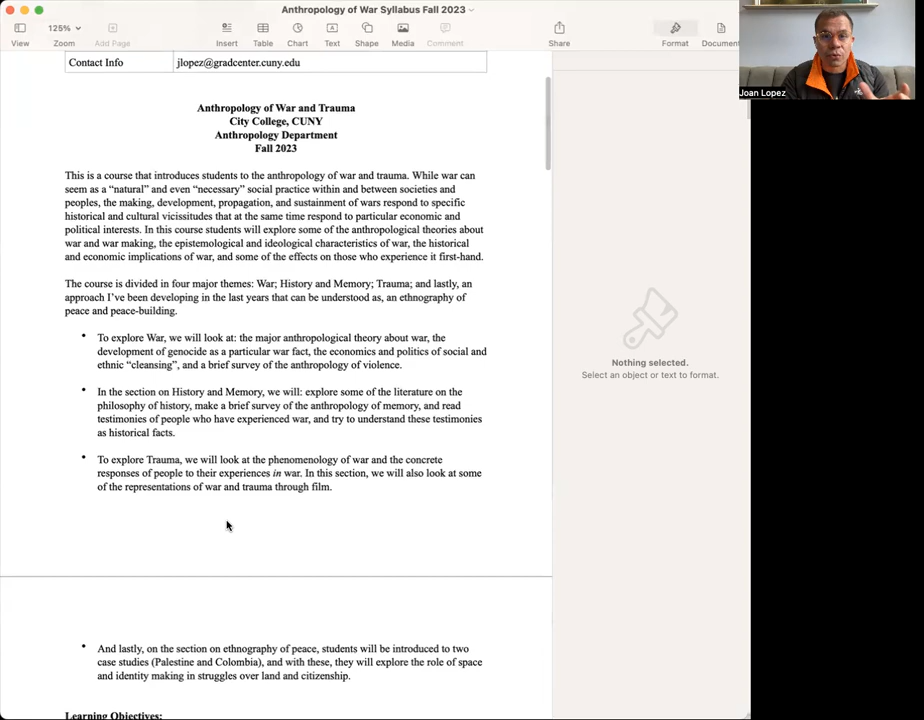 Anthropology of War Syllabus Fall 2023
125%
View
Zoom
Add Page
Insert
Table
Chart
Text
Shape
Media
Comment
Share
Format
Document
Contact Info
jlopez@gradcenter.cuny.edu
Joan Lopez
Anthropology of War and Trauma
City College, CUNY
Anthropology Department
Fall 2023
This is a course that introduces students to the anthropology of war and trauma. While war can
seem as a “natural” and even “necessary” social practice within and between societies and
peoples, the making, development, propagation, and sustainment of wars respond to specific
historical and cultural vicissitudes that at the same time respond to particular economic and
political interests. In this course students will explore some of the anthropological theories about
war and war making, the epistemological and ideological characteristics of war, the historical
and economic implications of war, and some of the effects on those who experience it first-hand.
The course is divided in four major themes: War; History and Memory; Trauma; and lastly, an
approach I’ve been developing in the last years that can be understood as, an ethnography of
peace and peace-building.
• To explore War, we will look at: the major anthropological theory about war, the
development of genocide as a particular war fact, the economics and politics of social and
ethnic “cleansing”, and a brief survey of the anthropology of violence.
• In the section on History and Memory, we will: explore some of the literature on the
philosophy of history, make a brief survey of the anthropology of memory, and read
testimonies of people who have experienced war, and try to understand these testimonies
as historical facts.
• To explore Trauma, we will look at the phenomenology of war and the concrete
responses of people to their experiences in war. In this section, we will also look at some
of the representations of war and trauma through film.
• And lastly, on the section on ethnography of peace, students will be introduced to two
case studies (Palestine and Colombia), and with these, they will explore the role of space
and identity making in struggles over land and citizenship.
Learning Objectives:
Nothing selected.
Select an object or text to format.